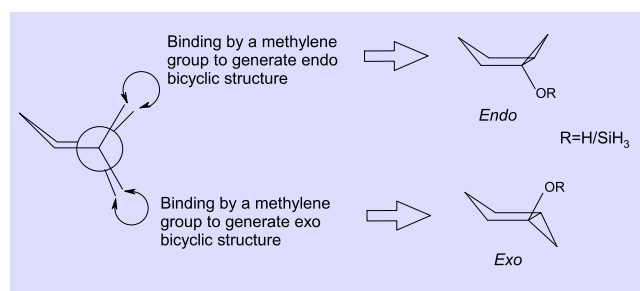 Binding by a methylene
group to generate endo
bicyclic structure
OR
Endo
R=H/SiH3
Binding by a methylene
group to generate exo
bicyclic structure
OR
Exo